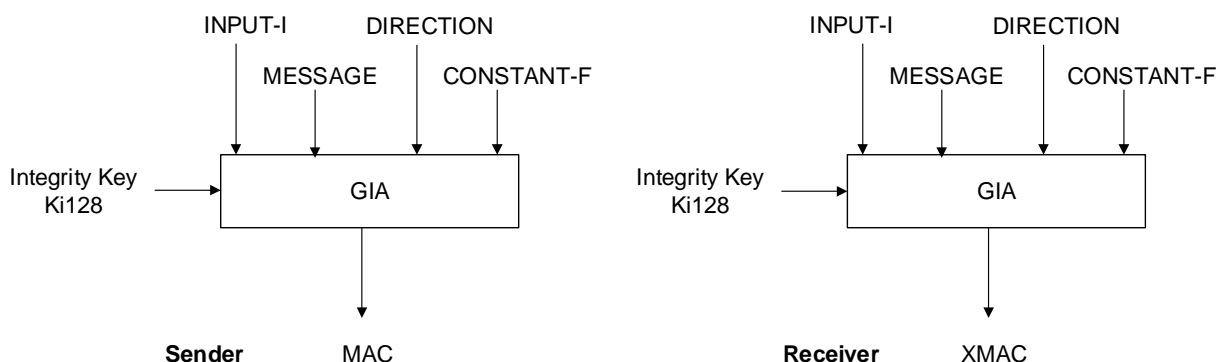 INPUT-I DIRECTION
MESSAGE CONSTANT-F
Integrity Key
Ki128
GIA
Sender MAC
INPUT-I DIRECTION
MESSAGE CONSTANT-F
Integrity Key
Ki128
GIA
Receiver XMAC